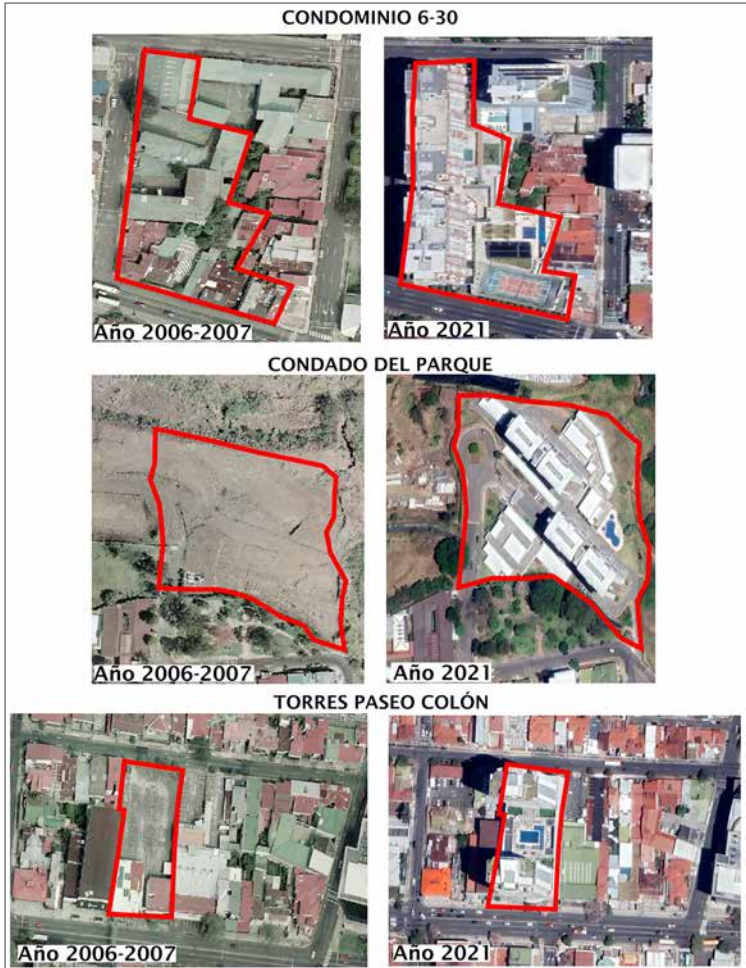 CONDOMINIO 6-30
Año 2006-2007
Año 2021
CONDADO DEL PARQUE
Año 2006-2007
Año 2021
TORRES PASEO COLÓN
Año 2006-2007
Año 2021